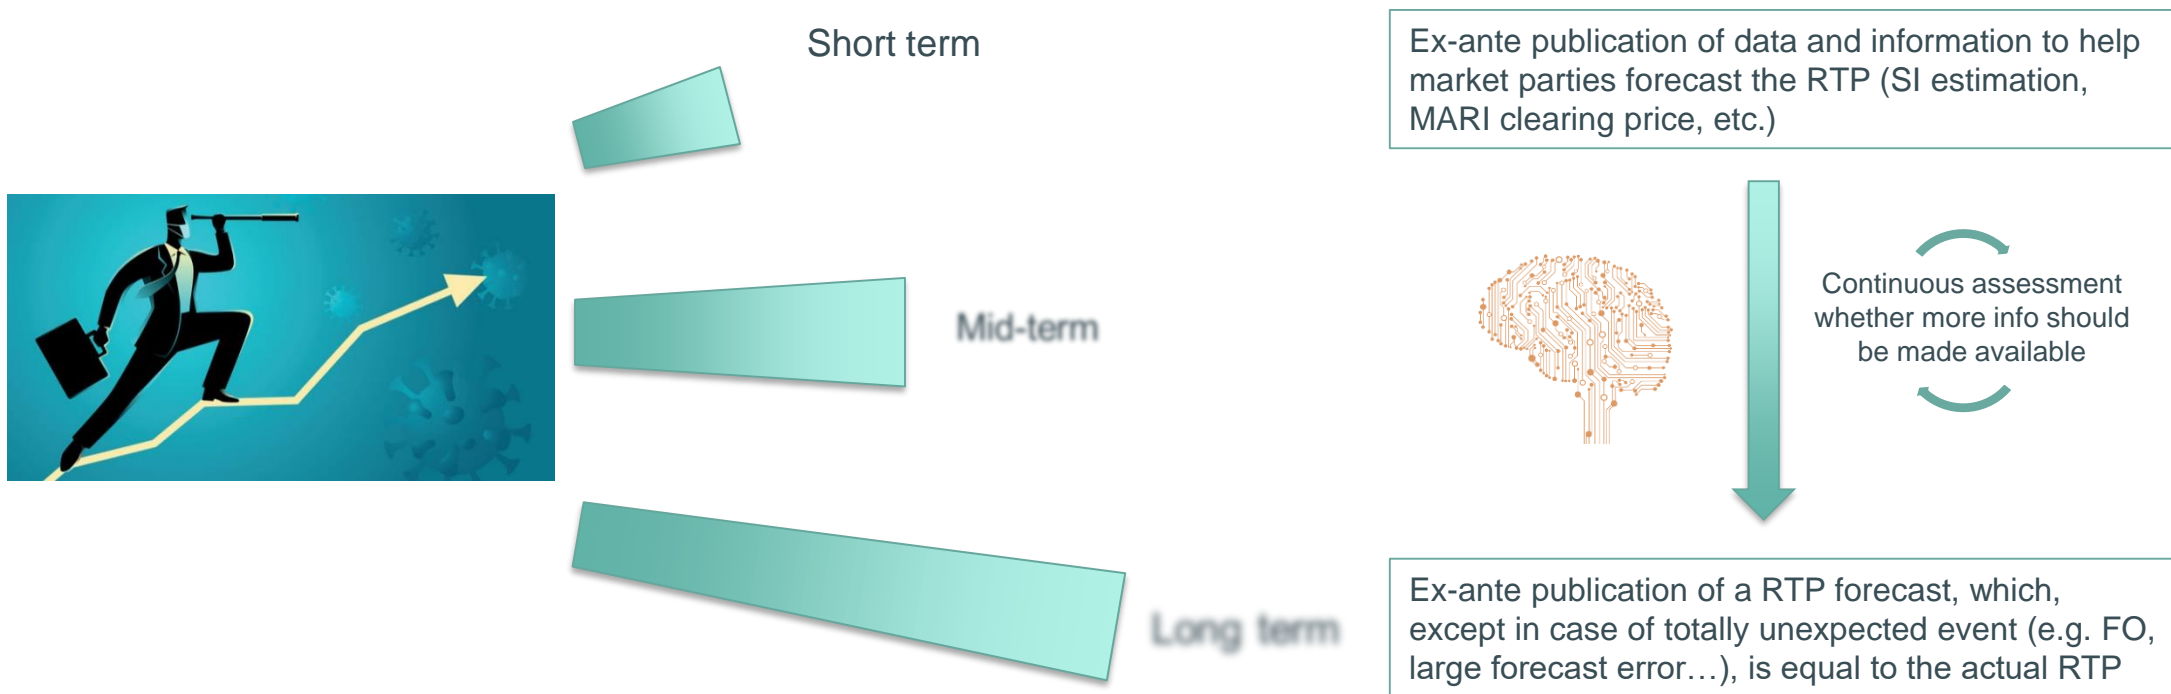 Short term
Mid-term
Long term
Ex-ante publication of data and information to help
market parties forecast the RTP (SI estimation,
MARI clearing price, etc.)
Continuous assessment
whether more info should
be made available
Ex-ante publication of a RTP forecast, which,
except in case of totally unexpected event (e.g. FO,
large forecast error…), is equal to the actual RTP